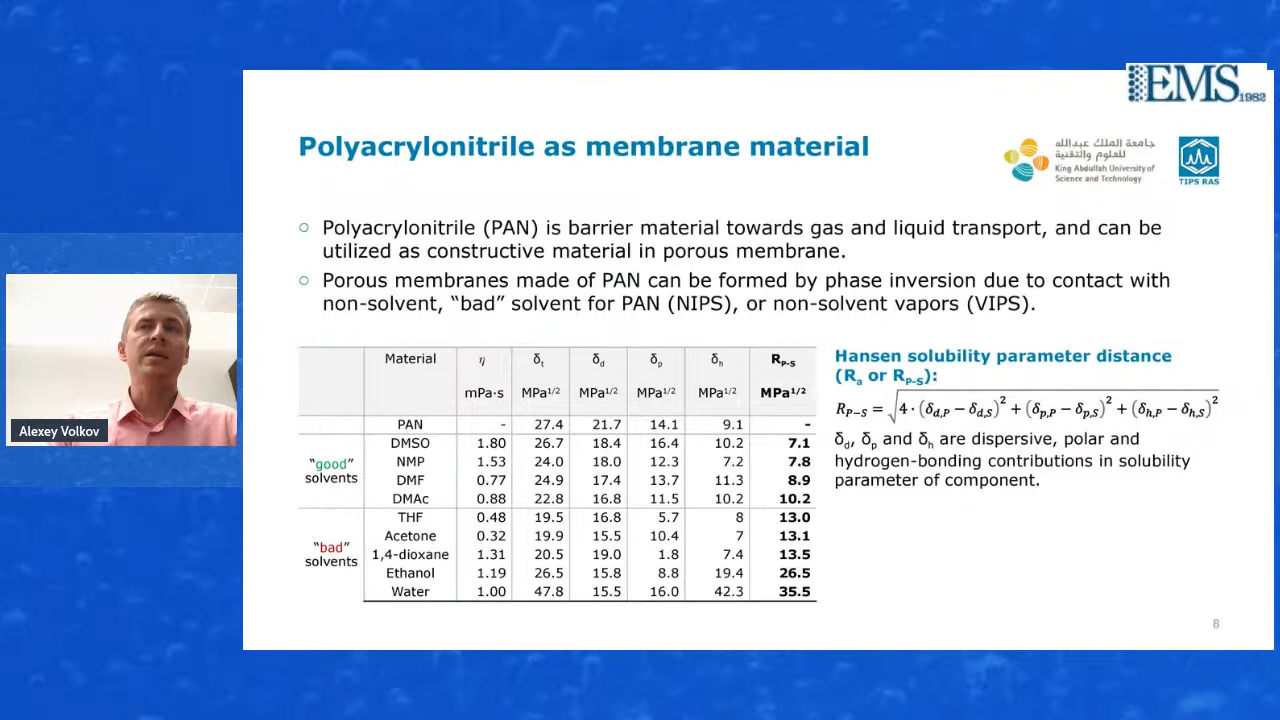 EMS 1982
Polyacrylonitrile as membrane material
جامعة الملك عبدالله
للعلوم والتقنية
King Abdullah University of
Science and Technology
TIPS RAS
Polyacrylonitrile (PAN) is barrier material towards gas and liquid transport, and can be
utilized as constructive material in porous membrane.
Porous membranes made of PAN can be formed by phase inversion due to contact with
non-solvent, “bad” solvent for PAN (NIPS), or non-solvent vapors (VIPS).
Material η δt δd δp δh RP-S
mPa·s MPa1/2 MPa1/2 MPa1/2 MPa1/2 MPa1/2
PAN - 27.4 21.7 14.1 9.1 -
“good” solvents
DMSO 1.80 26.7 18.4 16.4 10.2 7.1
NMP 1.53 24.0 18.0 12.3 7.2 7.8
DMF 0.77 24.9 17.4 13.7 11.3 8.9
DMAc 0.88 22.8 16.8 11.5 10.2 10.2
“bad” solvents
THF 0.48 19.5 16.8 5.7 8 13.0
Acetone 0.32 19.9 15.5 10.4 7 13.1
1,4-dioxane 1.31 20.5 19.0 1.8 7.4 13.5
Ethanol 1.19 26.5 15.8 8.8 19.4 26.5
Water 1.00 47.8 15.5 16.0 42.3 35.5
Hansen solubility parameter distance
(Ra or RP-S):
RP−S = √4 · (δd,P − δd,S)2 + (δp,P − δp,S)2 + (δh,P − δh,S)2
δd, δp and δh are dispersive, polar and
hydrogen-bonding contributions in solubility
parameter of component.
8
Alexey Volkov